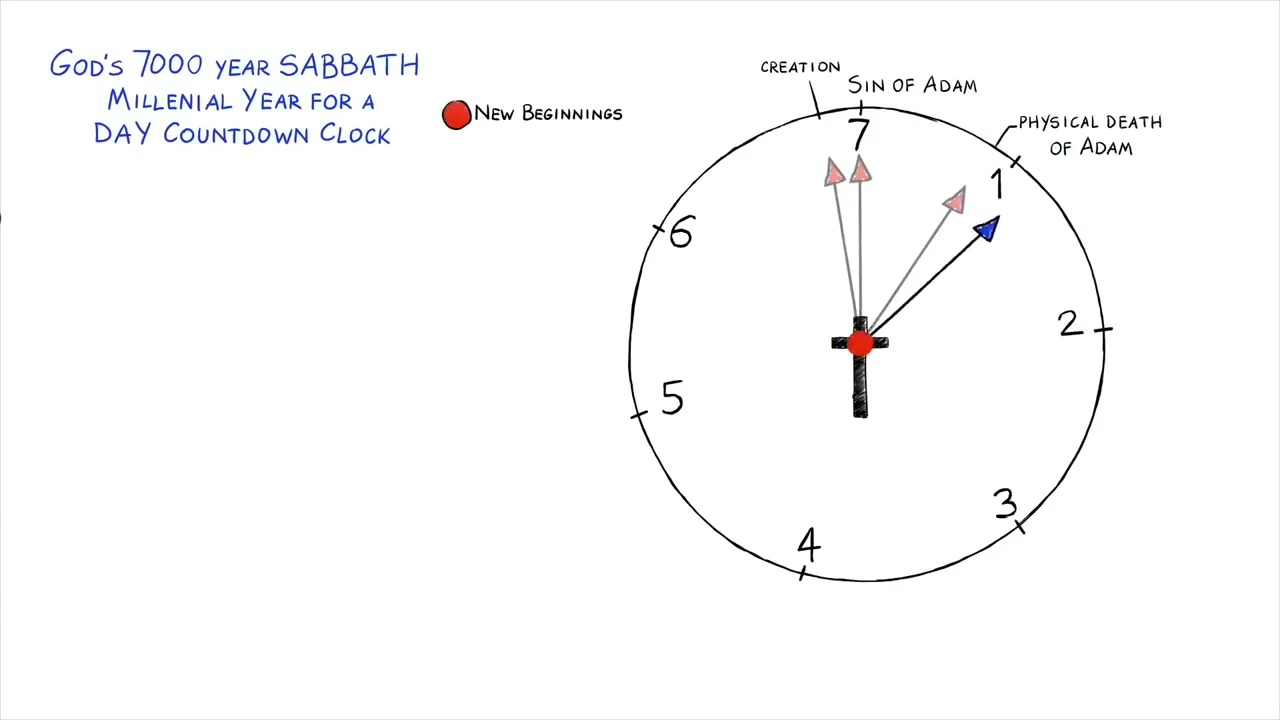 GOD'S 7000 YEAR SABBATH
MILLENIAL YEAR FOR A
DAY COUNTDOWN CLOCK
NEW BEGINNINGS
CREATION
SIN OF ADAM
PHYSICAL DEATH
OF ADAM
7
1
6
2
5
3
4